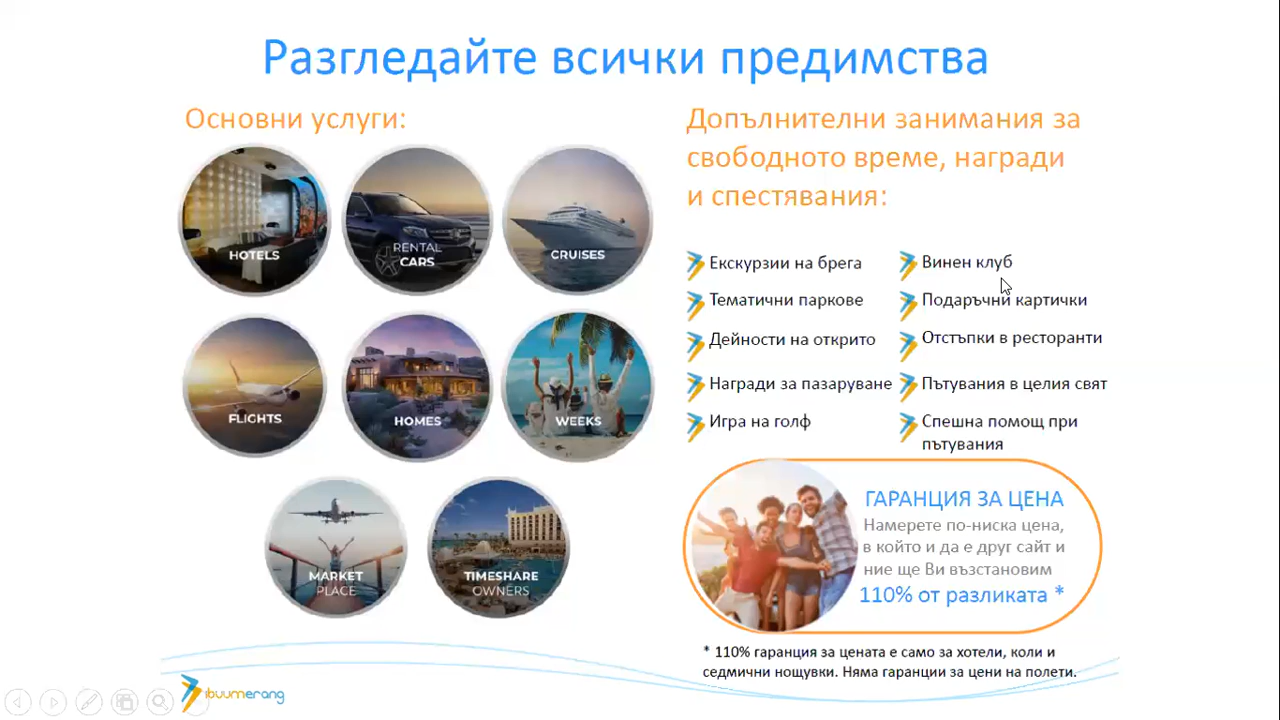 Разгледайте всички предимства
Основни услуги:
HOTELS
RENTAL
CARS
CRUISES
FLIGHTS
HOMES
WEEKS
MARKET
PLACE
TIMESHARE
OWNERS
Допълнителни занимания за
свободното време, награди
и спестявания:
Екскурзии на брега
Тематични паркове
Дейности на открито
Награди за пазаруване
Игра на голф
Винен клуб
Подаръчни картички
Отстъпки в ресторанти
Пътувания в целия свят
Спешна помощ при
пътувания
ГАРАНЦИЯ ЗА ЦЕНА
Намерете по-ниска цена,
в който и да е друг сайт и
ние ще Ви възстановим
110% от разликата *
* 110% гаранция за цената е само за хотели, коли и
седмични нощувки. Няма гаранции за цени на полети.
ibuumerang